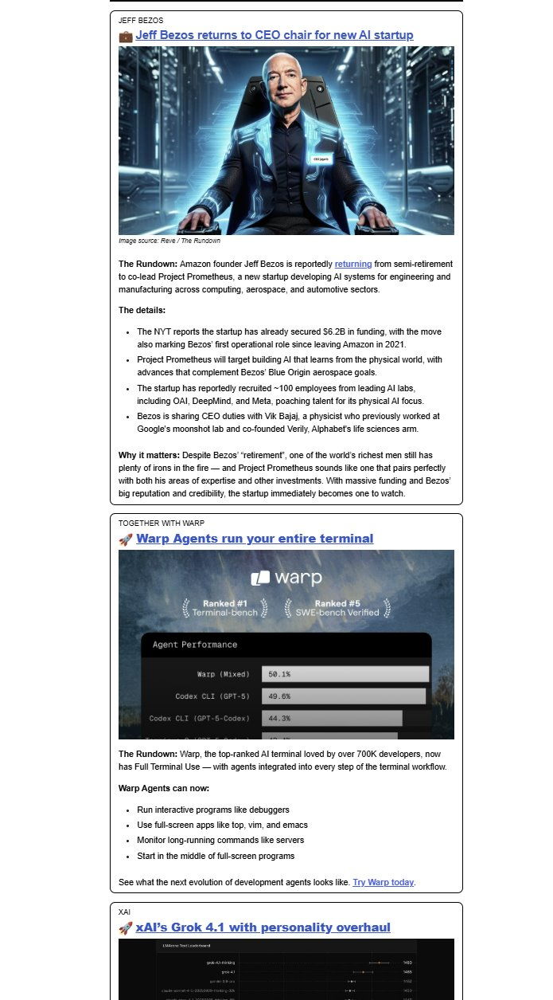 JEFF BEZOS
Jeff Bezos returns to CEO chair for new AI startup
Image source: Reve / The Rundown
The Rundown: Amazon founder Jeff Bezos is reportedly returning from semi-retirement
to co-lead Project Prometheus, a new startup developing AI systems for engineering and
manufacturing across computing, aerospace, and automotive sectors.
The details:
• The NYT reports the startup has already secured $6.2B in funding, with the move
also marking Bezos’ first operational role since leaving Amazon in 2021.
• Project Prometheus will target building AI that learns from the physical world, with
advances that complement Bezos’ Blue Origin aerospace goals.
• The startup has reportedly recruited ~100 employees from leading AI labs,
including OAI, DeepMind, and Meta, poaching talent for its physical AI focus.
• Bezos is sharing CEO duties with Vik Bajaj, a physicist who previously worked at
Google's moonshot lab and co-founded Verily, Alphabet's life sciences arm.
Why it matters: Despite Bezos’ “retirement”, one of the world’s richest men still has
plenty of irons in the fire — and Project Prometheus sounds like one that pairs perfectly
with both his areas of expertise and other investments. With massive funding and Bezos’
big reputation and credibility, the startup immediately becomes one to watch.
TOGETHER WITH WARP
Warp Agents run your entire terminal
warp
Ranked #1
Terminal-bench
Ranked #5
SWE-bench Verified
Agent Performance
Warp (Mixed) 50.1%
Codex CLI (GPT-5) 49.6%
Codex CLI (GPT-5-Codex) 44.3%
The Rundown: Warp, the top-ranked AI terminal loved by over 700K developers, now
has Full Terminal Use — with agents integrated into every step of the terminal workflow.
Warp Agents can now:
• Run interactive programs like debuggers
• Use full-screen apps like top, vim, and emacs
• Monitor long-running commands like servers
• Start in the middle of full-screen programs
See what the next evolution of development agents looks like. Try Warp today.
XAI
xAI’s Grok 4.1 with personality overhaul
LMArena Text Leaderboard
grok-4.1-thinking 1483
grok-4.1 1465